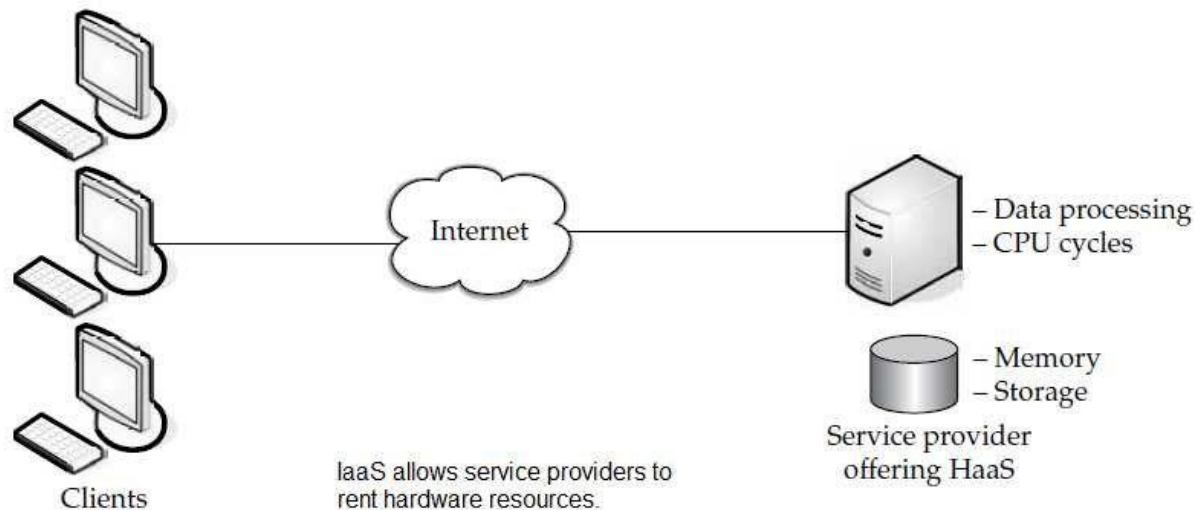 Internet
– Data processing
– CPU cycles
– Memory
– Storage
Service provider
offering HaaS
Clients
IaaS allows service providers to
rent hardware resources.